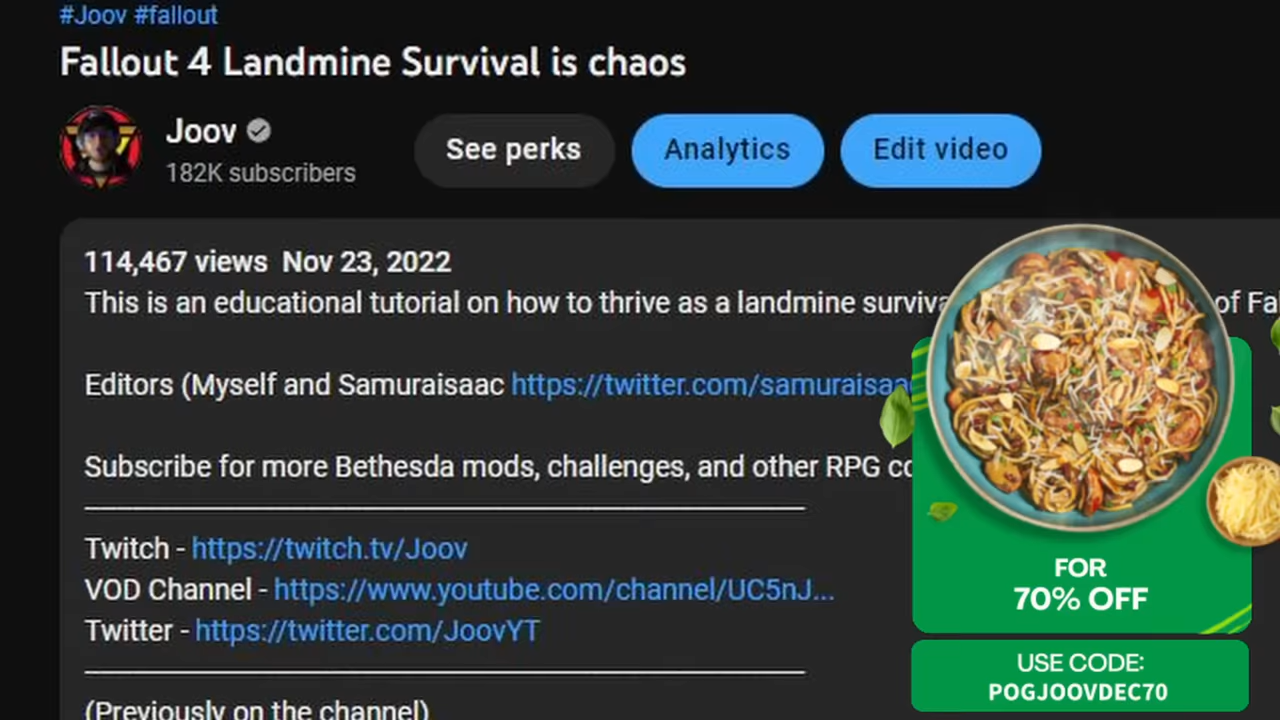 #Joov #fallout
Fallout 4 Landmine Survival is chaos
Joov
182K subscribers
See perks
Analytics
Edit video
114,467 views Nov 23, 2022
This is an educational tutorial on how to thrive as a landmine of
Editors (Myself and Samuraisaac https://twitter.com/samuraisaac
Subscribe for more Bethesda mods, challenges, and other RPG
Twitch - https://twitch.tv/Joov
VOD Channel - https://www.youtube.com/channel/UC5nJ...
Twitter - https://twitter.com/JoovYT
(Previously on the channel)
FOR
70% OFF
USE CODE:
POGJOOVDEC70